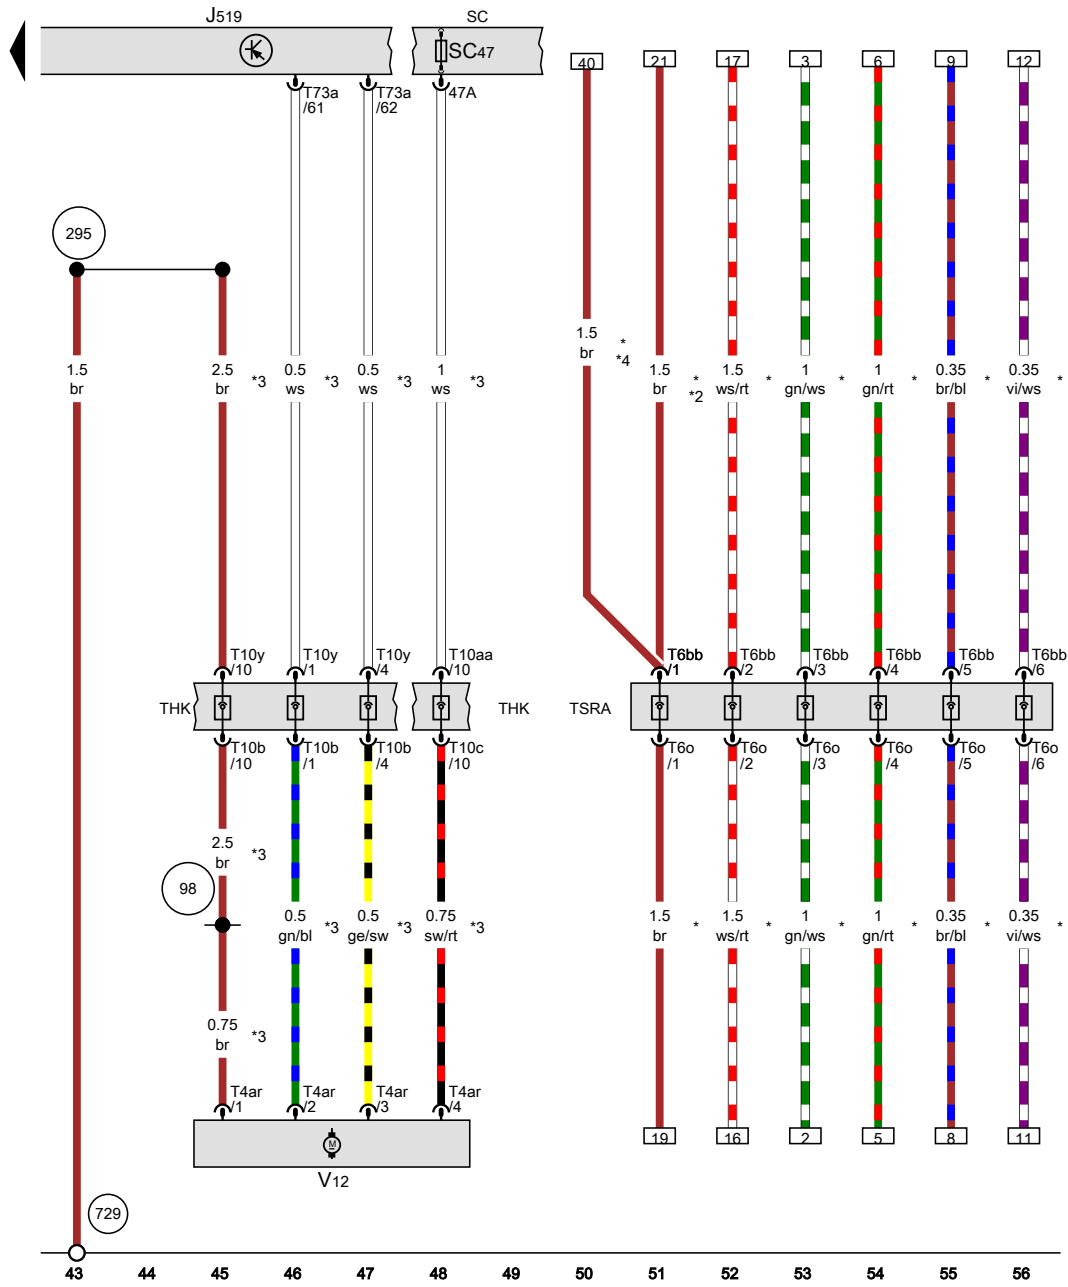 J519
SC
SC47
T73a
/61
T73a
/62
47A
40
21
17
3
6
9
12
295
1.5
br
2.5
br
*3
0.5
ws
*3
0.5
ws
*3
1
ws
*3
1.5
br
*
*4
1.5
br
*
*2
1.5
ws/rt
*
1
gn/ws
*
1
gn/rt
*
0.35
br/bl
*
0.35
vi/ws
*
T10y
/10
T10y
/1
T10y
/4
T10aa
/10
T6bb
/1
T6bb
/2
T6bb
/3
T6bb
/4
T6bb
/5
T6bb
/6
THK
THK
TSRA
T10b
/10
T10b
/1
T10b
/4
T10c
/10
T6o
/1
T6o
/2
T6o
/3
T6o
/4
T6o
/5
T6o
/6
2.5
br
*3
98
0.5
gn/bl
*3
0.5
ge/sw
*3
0.75
sw/rt
*3
1.5
br
*
1.5
ws/rt
*
1
gn/ws
*
1
gn/rt
*
0.35
br/bl
*
0.35
vi/ws
*
0.75
br
*3
T4ar
/1
T4ar
/2
T4ar
/3
T4ar
/4
M
V12
19
16
2
5
8
11
729
43 44 45 46 47 48 49 50 51 52 53 54 55 56